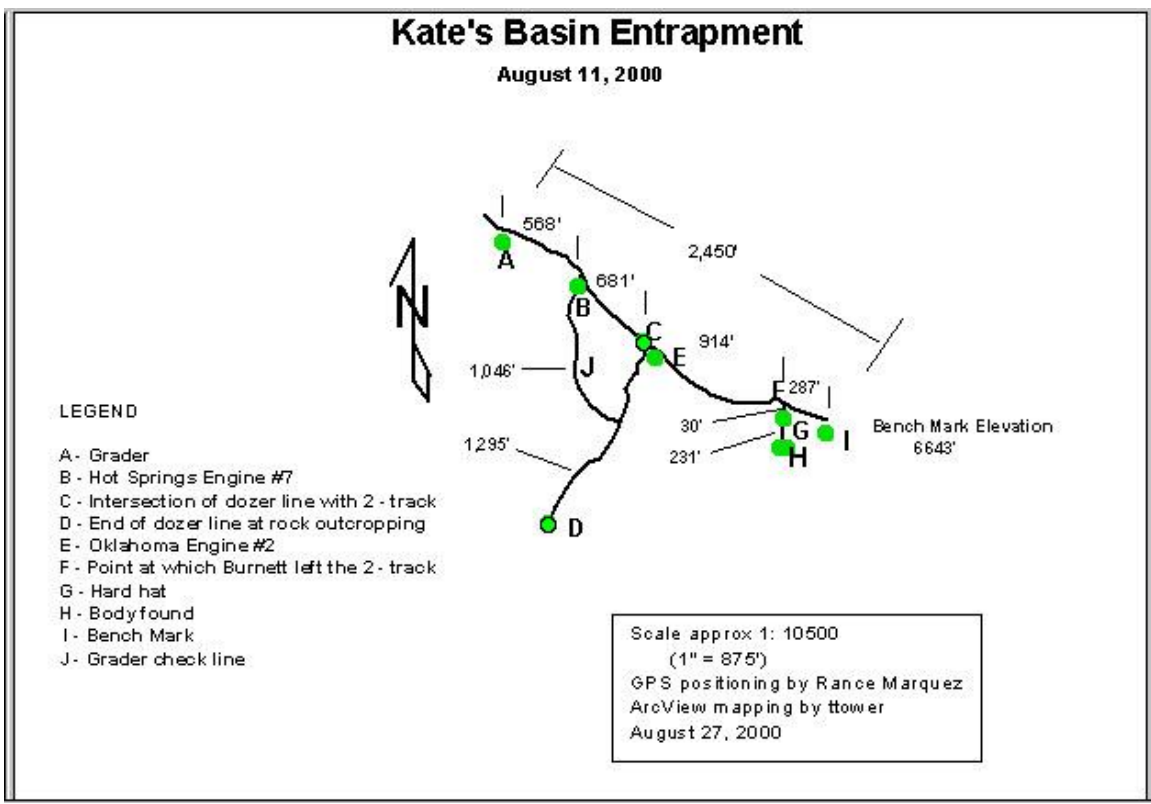 Kate's Basin Entrapment
August 11, 2000
568'
2,450'
A
681'
B
N
C
914'
E
1,046'
J
F
287'
LEGEND
30'
G
I
Bench Mark Elevation
6643'
1,295'
231'
H
A - Grader
B - Hot Springs Engine #7
C - Intersection of dozer line with 2 - track
D - End of dozer line at rock outcropping
D
E - Oklahoma Engine #2
F - Point at which Burnett left the 2 - track
G - Hard hat
H - Body found
I - Bench Mark
J - Grader check line
Scale approx 1: 10500
(1" = 875')
GPS positioning by Rance Marquez
ArcView mapping by ttower
August 27, 2000